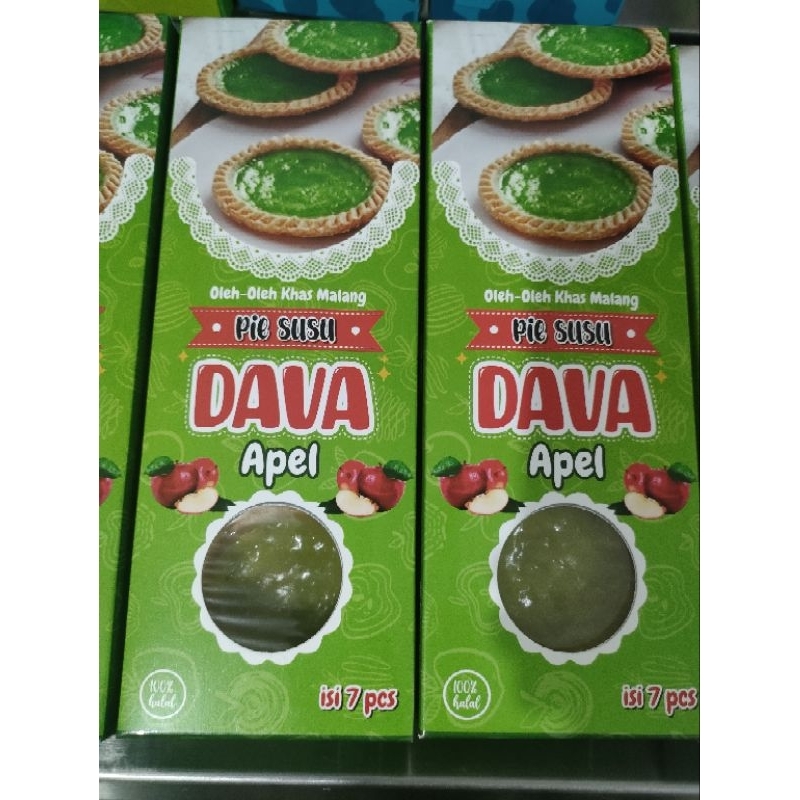 Oleh-Oleh Khas Malang
PIE SUSU
DAVA
Apel
100%
halal
isi 7 pcs
Oleh-Oleh Khas Malang
PIE SUSU
DAVA
Apel
100%
halal
isi 7 pcs